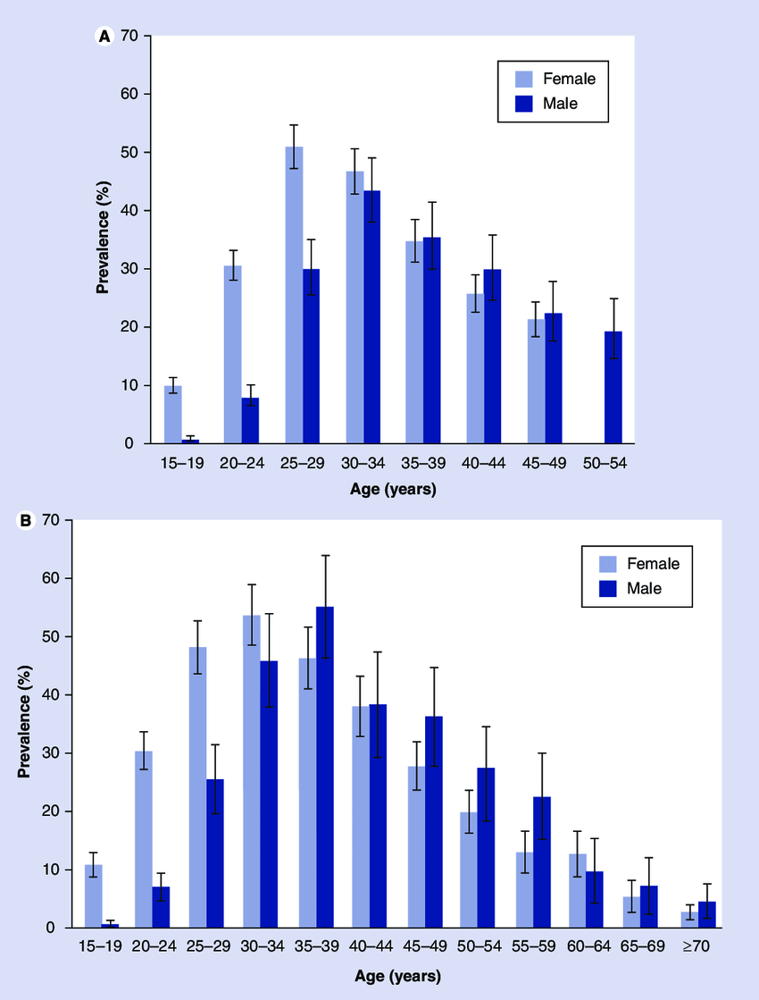 A
70
60
50
40
30
20
10
0
Prevalence (%)
Female
Male
15–19 20–24 25–29 30–34 35–39 40–44 45–49 50–54
Age (years)
B
70
60
50
40
30
20
10
0
Prevalence (%)
Female
Male
15–19 20–24 25–29 30–34 35–39 40–44 45–49 50–54 55–59 60–64 65–69 ≥70
Age (years)